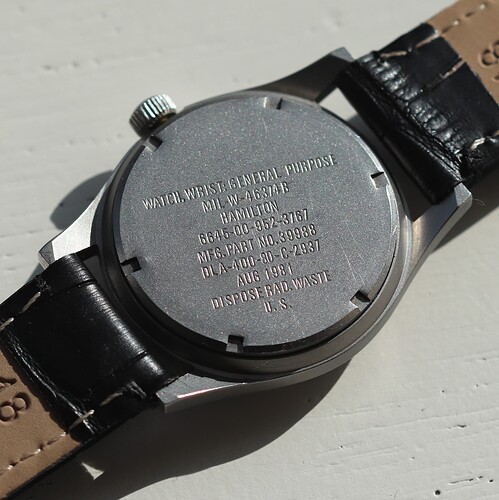 WATCH, WRIST, GENERAL PURPOSE
MIL-W-46374B
HAMILTON
6645-00-952-3767
MFG. PART NO. 39988
DLA-400-80-C-2937
AUG 1981
DISPOSE RAD. WASTE
U. S.
18